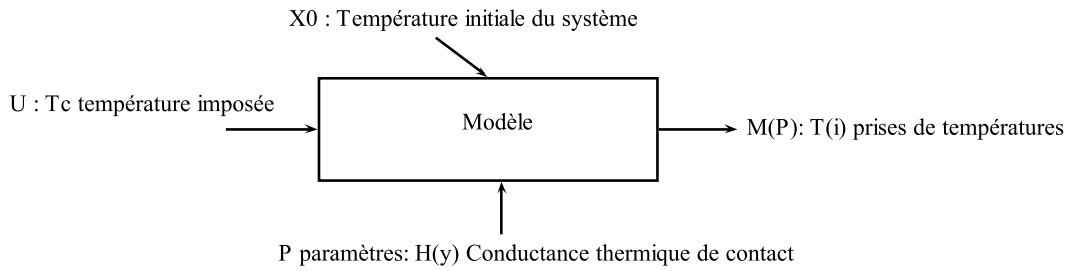 X0 : Température initiale du système
U : Tc température imposée
Modèle
M(P): T(i) prises de températures
P paramètres: H(y) Conductance thermique de contact